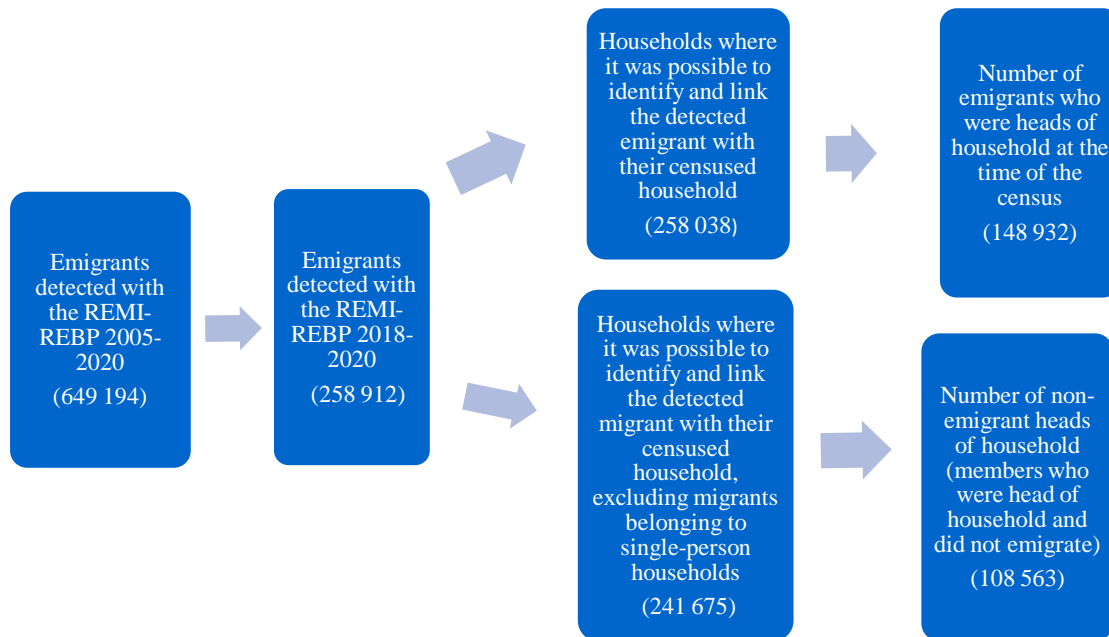 Emigrants
detected with
the REMI-
REBP 2005-
2020
(649 194)
Emigrants
detected with
the REMI-
REBP 2018-
2020
(258 912)
Households where
it was possible to
identify and link
the detected
emigrant with
their censused
household
(258 038)
Number of
emigrants who
were heads of
household at the
time of the
census
(148 932)
Households where
it was possible to
identify and link
the detected
migrant with their
censused
household,
excluding migrants
belonging to
single-person
households
(241 675)
Number of non-
emigrant heads
of household
(members who
were head of
household and
did not emigrate)
(108 563)